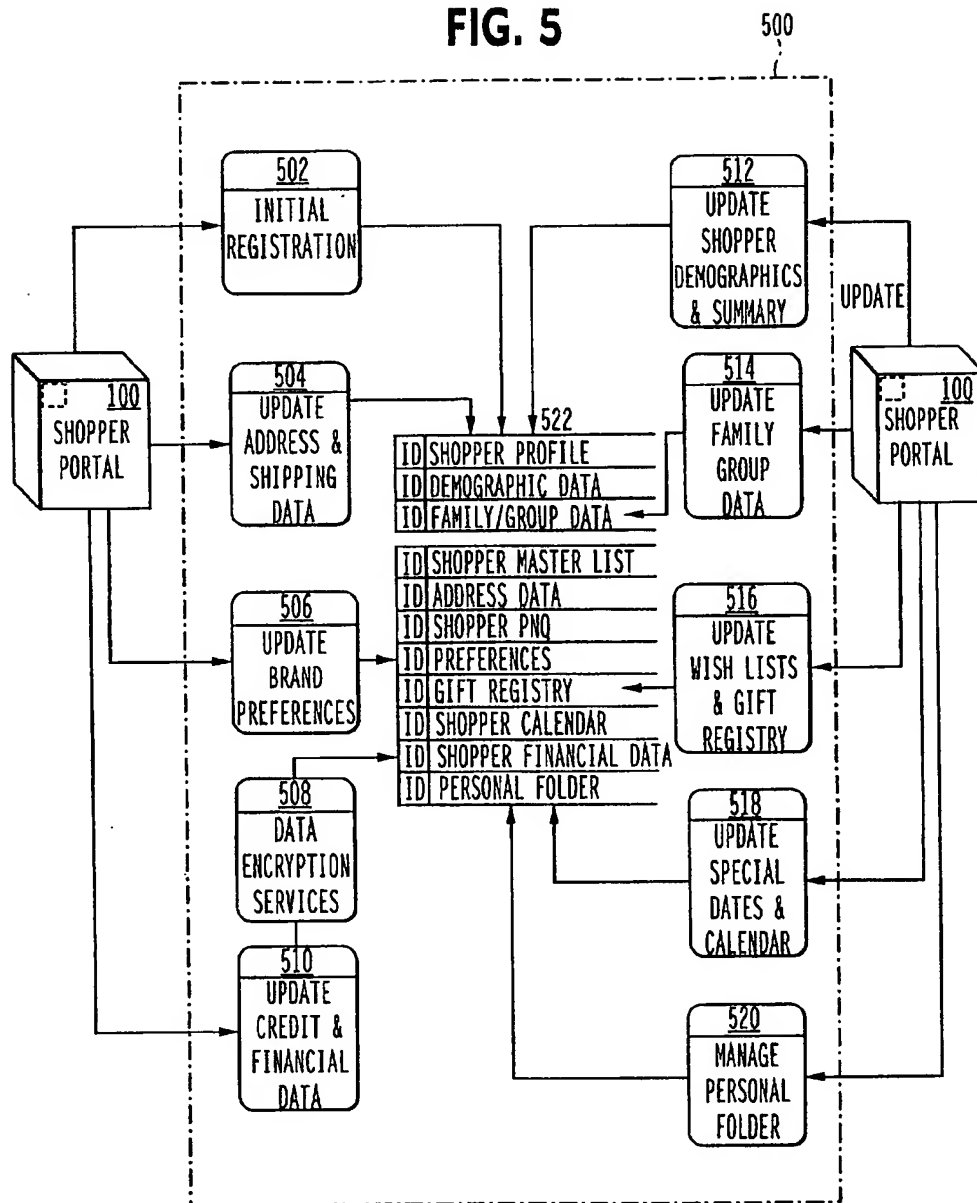 FIG. 5
500
502
INITIAL
REGISTRATION
512
UPDATE
SHOPPER
DEMOGRAPHICS
& SUMMARY
UPDATE
100
SHOPPER
PORTAL
504
UPDATE
ADDRESS &
SHIPPING
DATA
514
UPDATE
FAMILY
GROUP
DATA
100
SHOPPER
PORTAL
522
ID SHOPPER PROFILE
ID DEMOGRAPHIC DATA
ID FAMILY/GROUP DATA
ID SHOPPER MASTER LIST
ID ADDRESS DATA
ID SHOPPER PNQ
ID PREFERENCES
ID GIFT REGISTRY
ID SHOPPER CALENDAR
ID SHOPPER FINANCIAL DATA
ID PERSONAL FOLDER
506
UPDATE
BRAND
PREFERENCES
516
UPDATE
WISH LISTS
& GIFT
REGISTRY
508
DATA
ENCRYPTION
SERVICES
518
UPDATE
SPECIAL
DATES &
CALENDAR
510
UPDATE
CREDIT &
FINANCIAL
DATA
520
MANAGE
PERSONAL
FOLDER